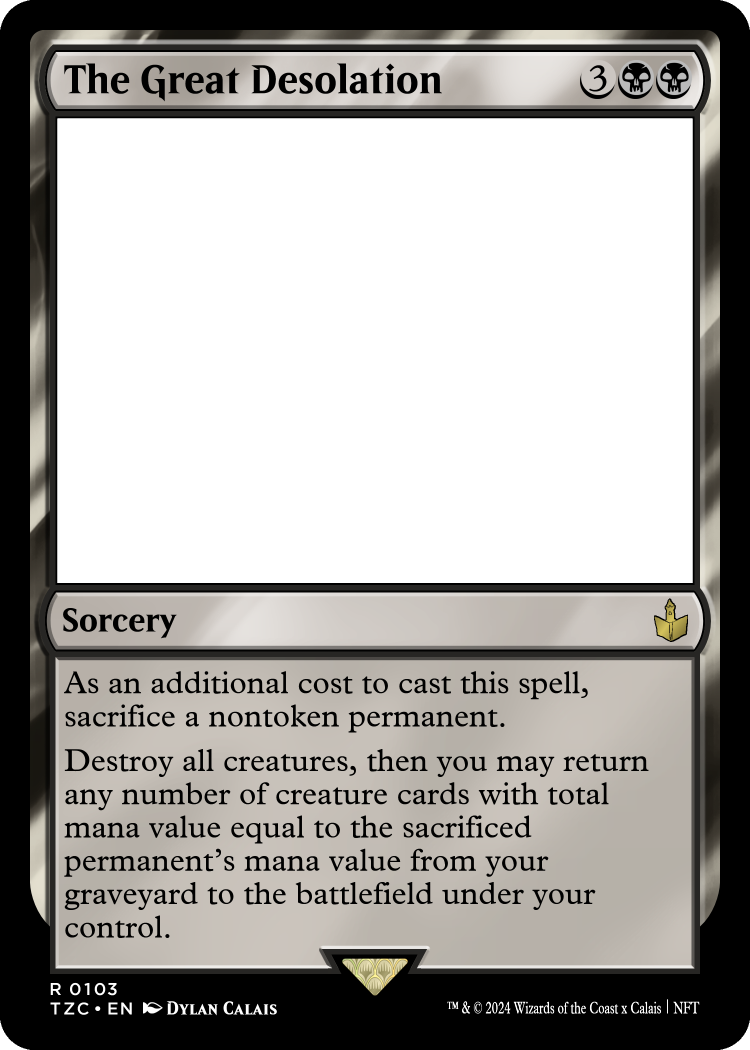 The Great Desolation 3
Sorcery
As an additional cost to cast this spell,
sacrifice a nontoken permanent.
Destroy all creatures, then you may return
any number of creature cards with total
mana value equal to the sacrificed
permanent’s mana value from your
graveyard to the battlefield under your
control.
R 0103
TZC • EN Dylan Calais
™ & © 2024 Wizards of the Coast x Calais | NFT